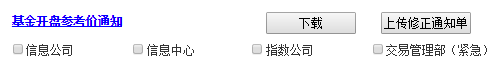 基金开盘参考价通知 下载 上传修正通知单
信息公司 信息中心 指数公司 交易管理部（紧急）